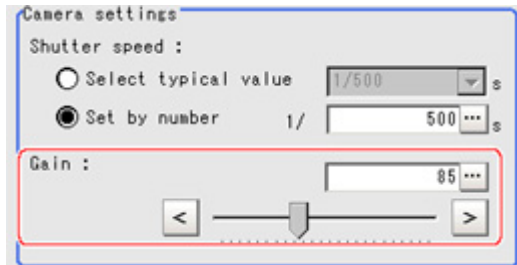 Camera settings
Shutter speed :
Select typical value 1/500 s
Set by number 1/ 500 ... s
Gain : 85 ...
< >